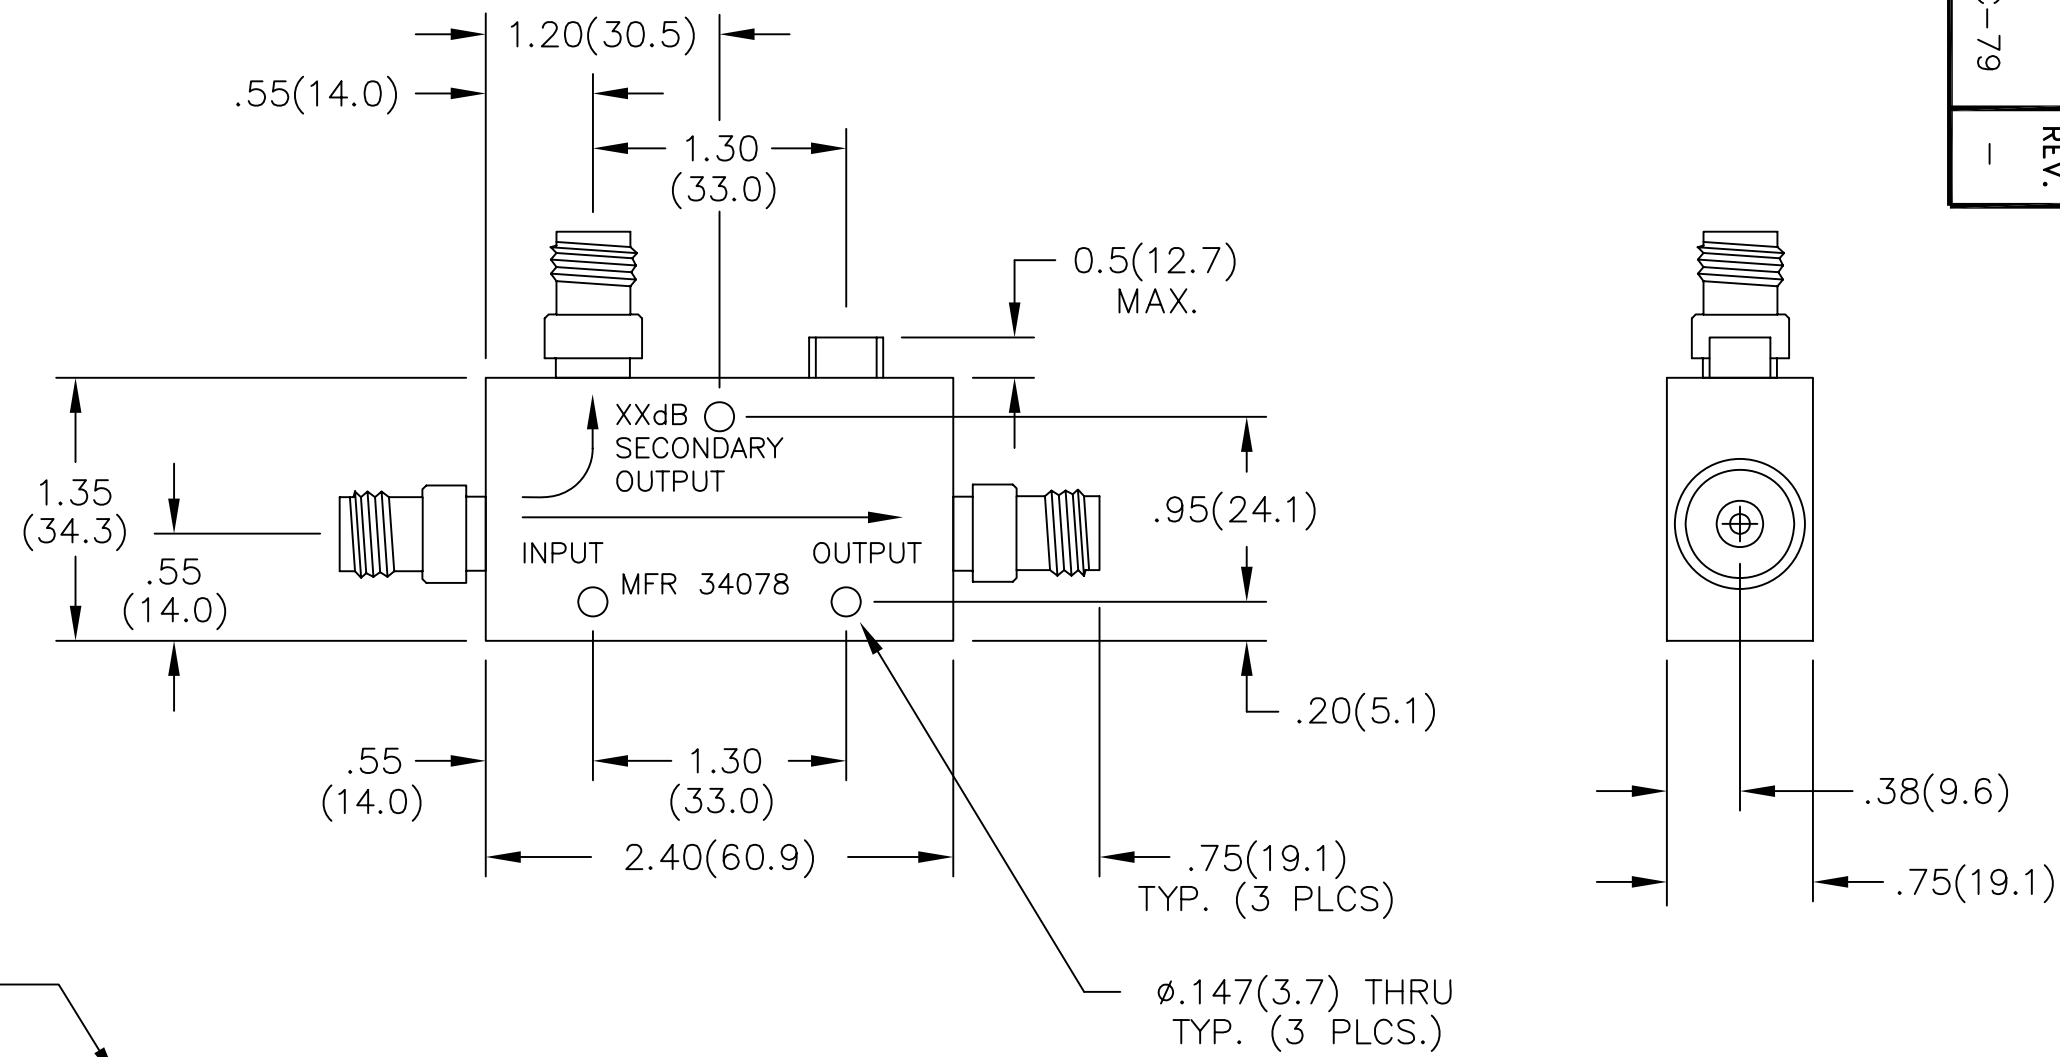 1.20(30.5)
.55(14.0)
1.30
(33.0)
0.5(12.7)
MAX.
C-79
REV.
-
XXdB
SECONDARY
OUTPUT
1.35
(34.3)
.55
(14.0)
.95(24.1)
INPUT
OUTPUT
MFR 34078
.20(5.1)
.55
(14.0)
1.30
(33.0)
2.40(60.9)
.75(19.1)
TYP. (3 PLCS)
.38(9.6)
.75(19.1)
ø.147(3.7) THRU
TYP. (3 PLCS.)